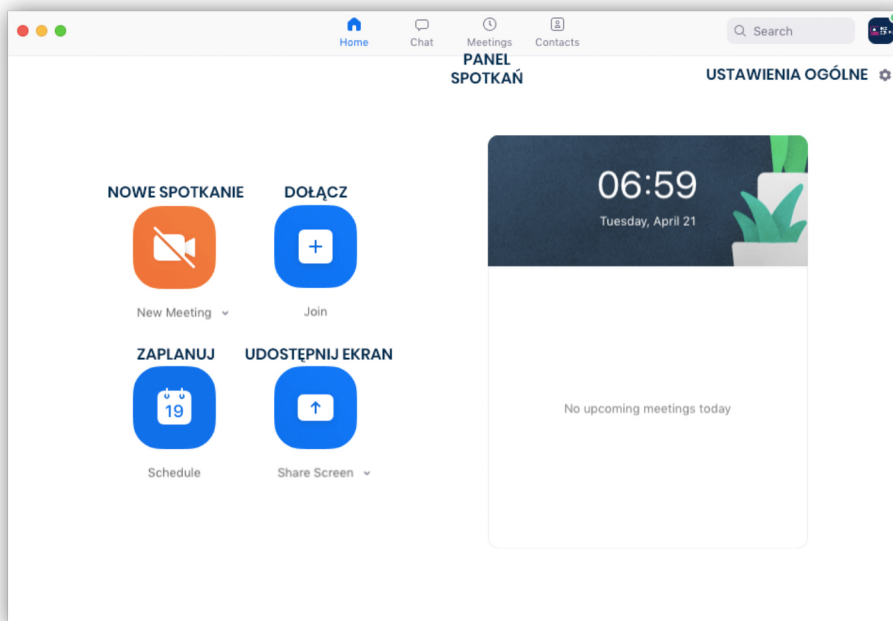 Home
Chat
Meetings
Contacts
Search
PANEL
SPOTKAŃ
USTAWIENIA OGÓLNE
06:59
Tuesday, April 21
NOWE SPOTKANIE
DOŁĄCZ
New Meeting
Join
ZAPLANUJ
UDOSTĘPNIJ EKRAN
19
Schedule
Share Screen
No upcoming meetings today